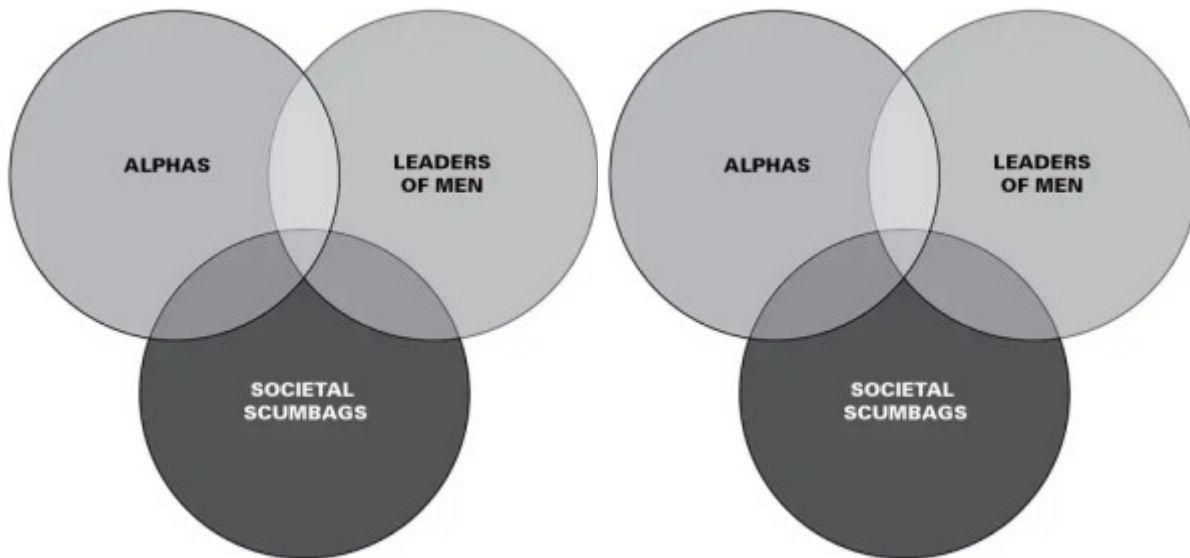 ALPHAS
LEADERS
OF MEN
SOCIETAL
SCUMBAGS
ALPHAS
LEADERS
OF MEN
SOCIETAL
SCUMBAGS